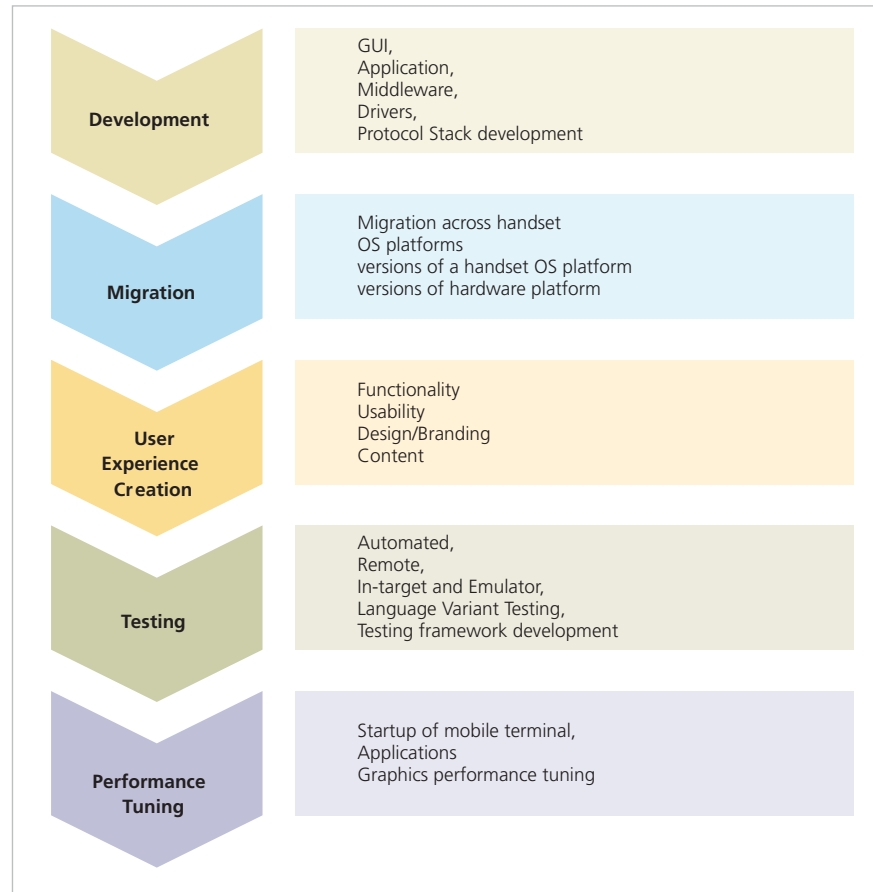 Development
GUI,
Application,
Middleware,
Drivers,
Protocol Stack development
Migration
Migration across handset
OS platforms
versions of a handset OS platform
versions of hardware platform
User
Experience
Creation
Functionality
Usability
Design/Branding
Content
Testing
Automated,
Remote,
In-target and Emulator,
Language Variant Testing,
Testing framework development
Performance
Tuning
Startup of mobile terminal,
Applications
Graphics performance tuning